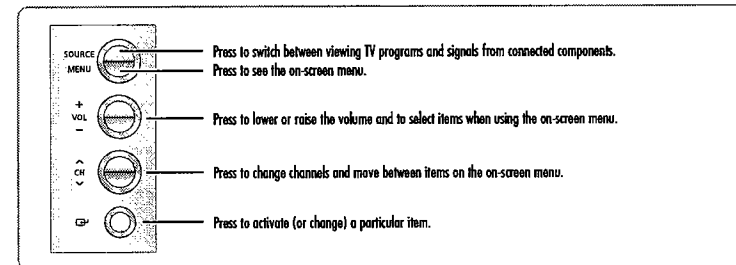 SOURCE
Press to switch between viewing TV programs and signals from connected components.
MENU
Press to see the on-screen menu.
+
VOL
Press to lower or raise the volume and to select items when using the on-screen menu.
−
CH
Press to change channels and move between items on the on-screen menu.
Press to activate (or change) a particular item.